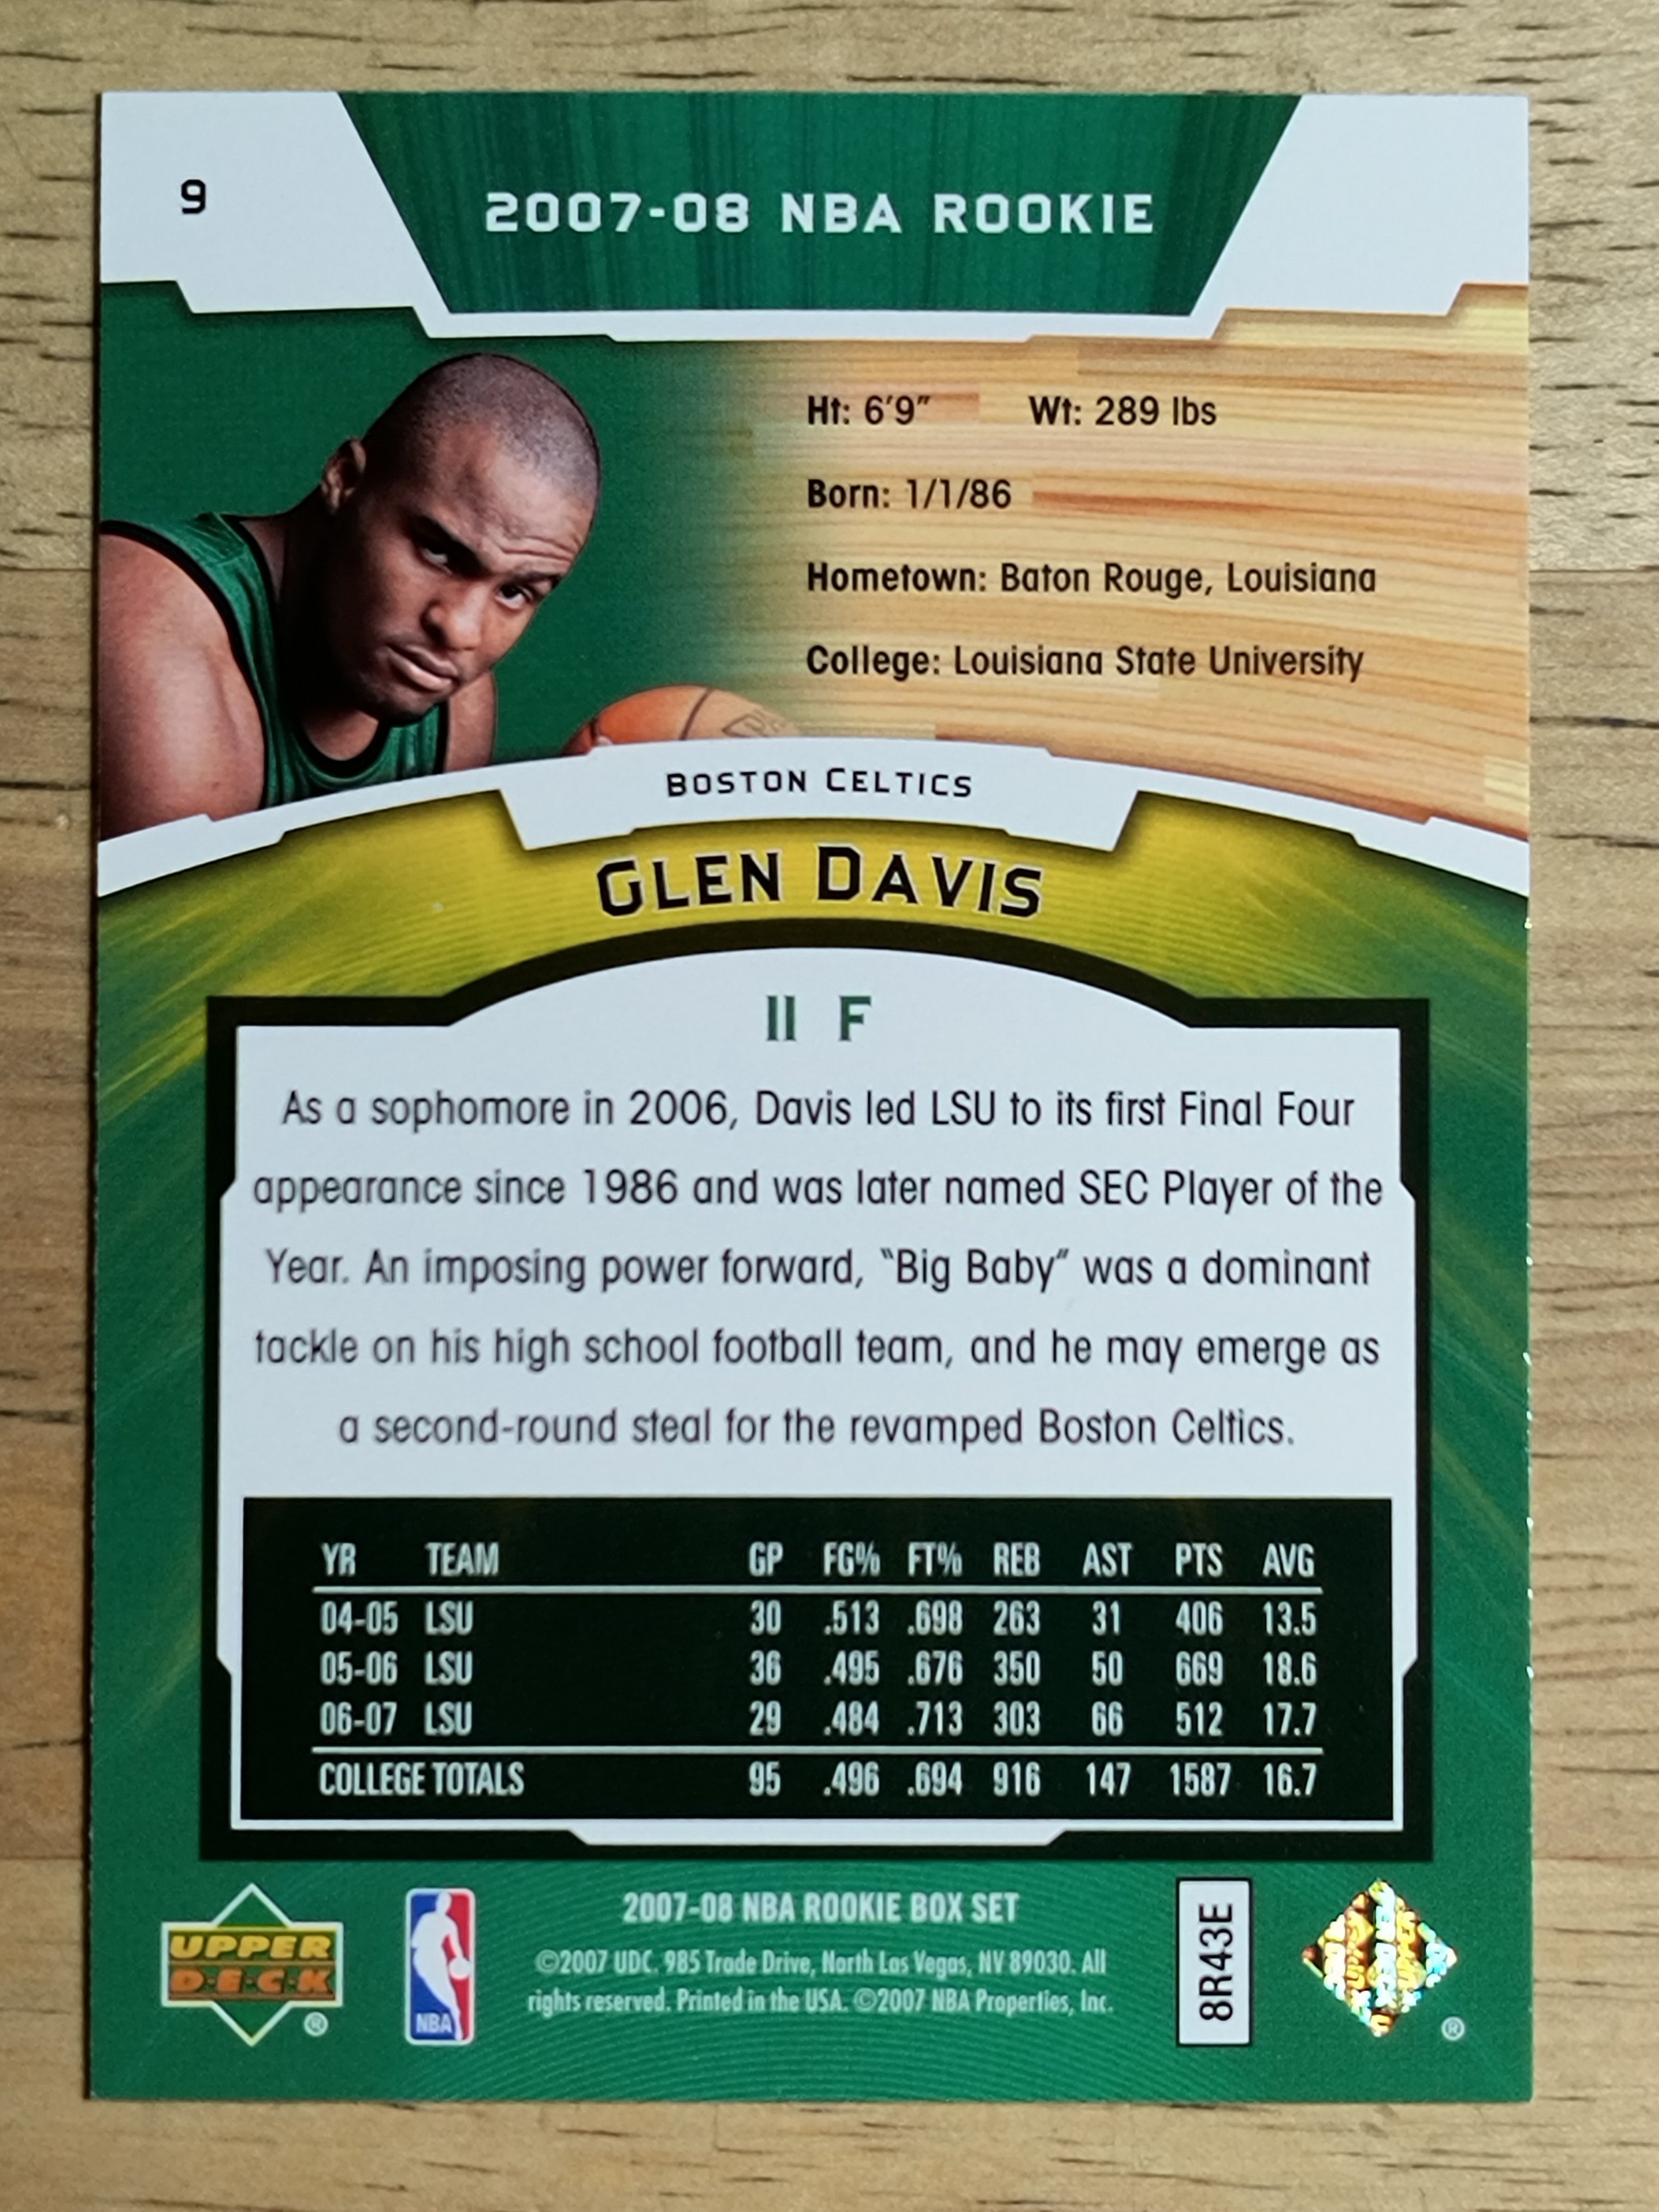 9
2007-08 NBA ROOKIE
Ht: 6'9" Wt: 289 lbs
Born: 1/1/86
Hometown: Baton Rouge, Louisiana
College: Louisiana State University
BOSTON CELTICS
GLEN DAVIS
11 F
As a sophomore in 2006, Davis led LSU to its first Final Four
appearance since 1986 and was later named SEC Player of the
Year. An imposing power forward, "Big Baby" was a dominant
tackle on his high school football team, and he may emerge as
a second-round steal for the revamped Boston Celtics.
YR TEAM GP FG% FT% REB AST PTS AVG
04-05 LSU 30 .513 .698 263 31 406 13.5
05-06 LSU 36 .495 .676 350 50 669 18.6
06-07 LSU 29 .484 .713 303 66 512 17.7
COLLEGE TOTALS 95 .496 .694 916 147 1587 16.7
UPPER
D·E·C·K
®
NBA
2007-08 NBA ROOKIE BOX SET
©2007 UDC. 985 Trade Drive, North Las Vegas, NV 89030. All
rights reserved. Printed in the USA. ©2007 NBA Properties, Inc.
8R43E
®